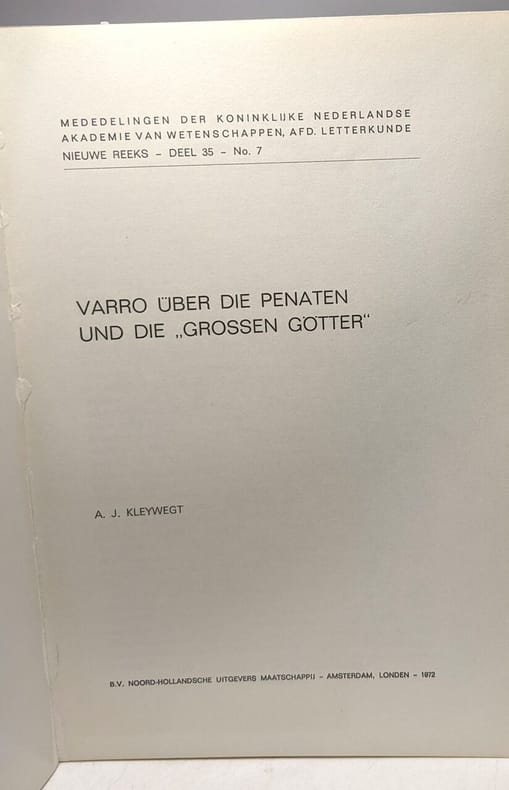 MEDEDELINGEN DER KONINKLIJKE NEDERLANDSE
AKADEMIE VAN WETENSCHAPPEN, AFD. LETTERKUNDE
NIEUWE REEKS – DEEL 35 – No. 7
VARRO ÜBER DIE PENATEN
UND DIE „GROSSEN GÖTTER“
A. J. KLEYWEGT
B.V. NOORD-HOLLANDSCHE UITGEVERS MAATSCHAPPIJ – AMSTERDAM, LONDEN – 1972